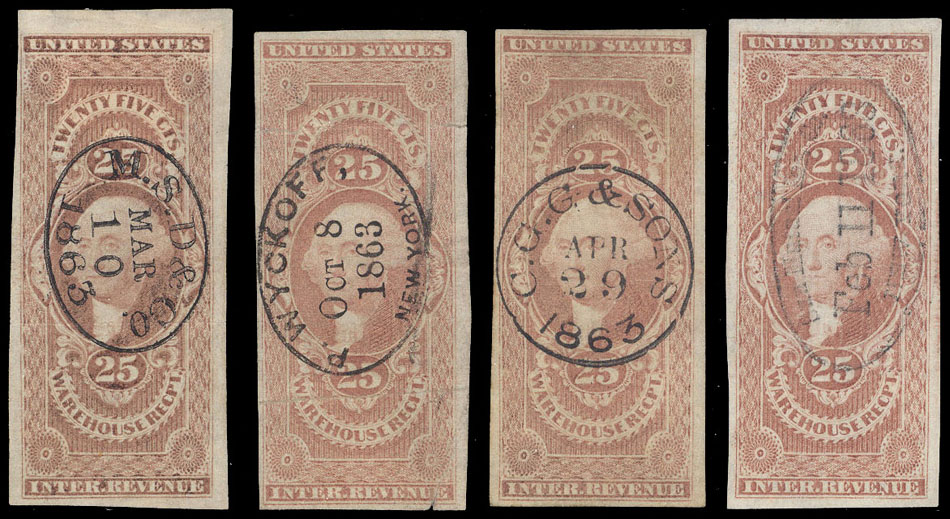 UNITED STATES
TWENTY FIVE CTS.
25
M. S. D. & Co.
MAR
10
1863
25
WAREHOUSE RECPT.
INTER. REVENUE
UNITED STATES
TWENTY FIVE CTS.
25
P. WYCKOFF,
OCT 8
1863
NEW YORK.
25
WAREHOUSE RECPT.
INTER. REVENUE
UNITED STATES
TWENTY FIVE CTS.
25
C. G. G. & SONS
APR
29
1863
25
WAREHOUSE RECPT.
INTER. REVENUE
UNITED STATES
TWENTY FIVE CTS.
25
25
WAREHOUSE RECPT.
INTER. REVENUE